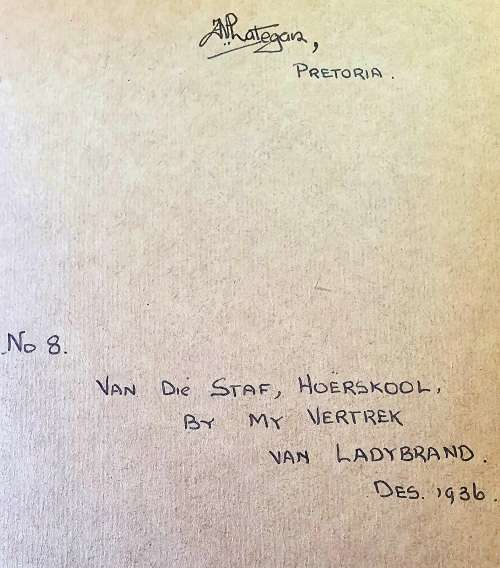 Pretoria.
No 8.
Van Die Staf, Hoërskool,
By My Vertrek
van Ladybrand.
Des. 1936.